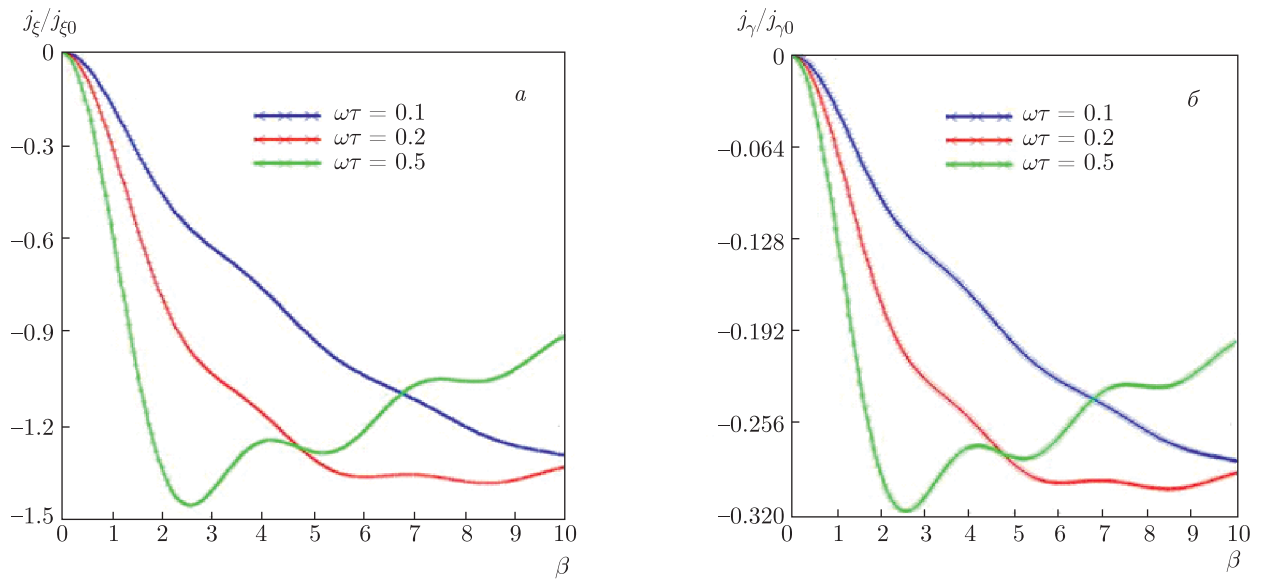 j_ξ/j_ξ0
0
−0.3
−0.6
−0.9
−1.2
−1.5
0 1 2 3 4 5 6 7 8 9 10
β
а
ωτ = 0.1
ωτ = 0.2
ωτ = 0.5
j_γ/j_γ0
0
−0.064
−0.128
−0.192
−0.256
−0.320
0 1 2 3 4 5 6 7 8 9 10
β
б
ωτ = 0.1
ωτ = 0.2
ωτ = 0.5